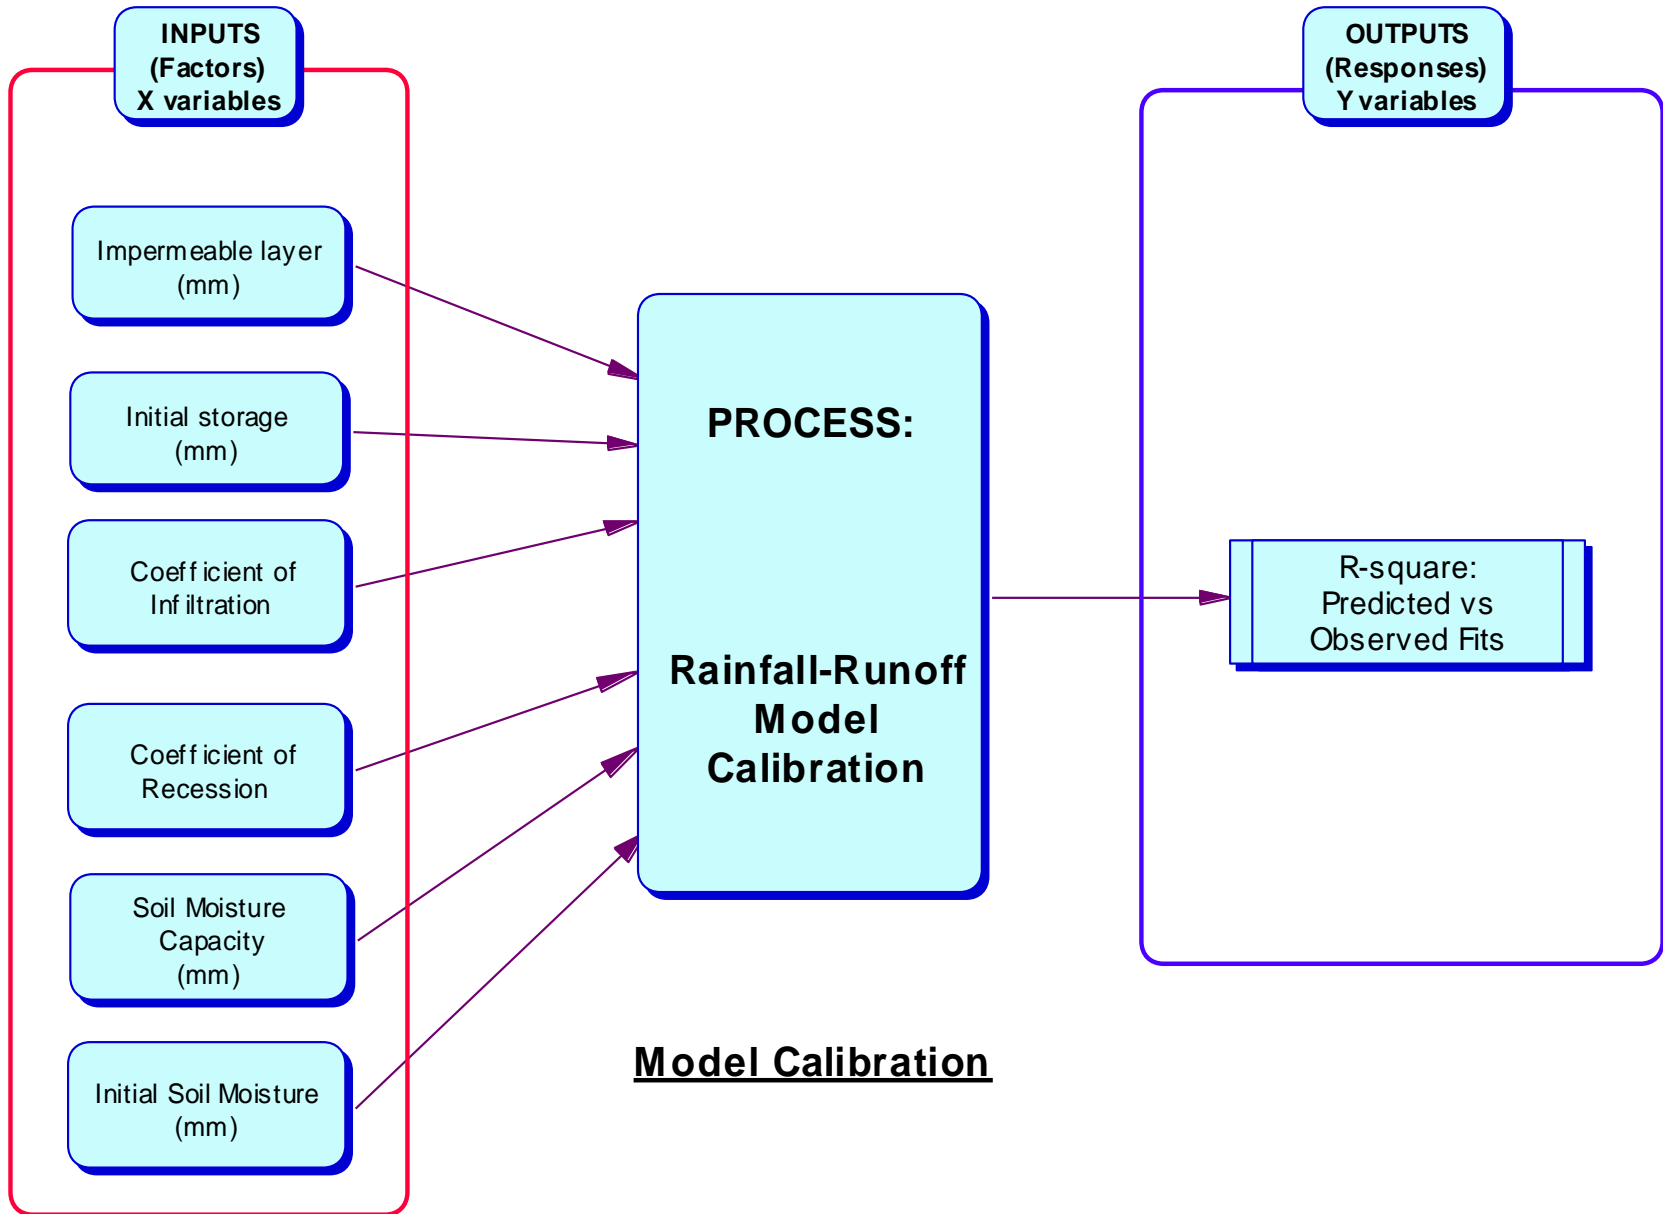 INPUTS
(Factors)
X variables
Impermeable layer
(mm)
Initial storage
(mm)
Coefficient of
Infiltration
Coefficient of
Recession
Soil Moisture
Capacity
(mm)
Initial Soil Moisture
(mm)
PROCESS:
Rainfall-Runoff
Model
Calibration
Model Calibration
OUTPUTS
(Responses)
Y variables
R-square:
Predicted vs
Observed Fits